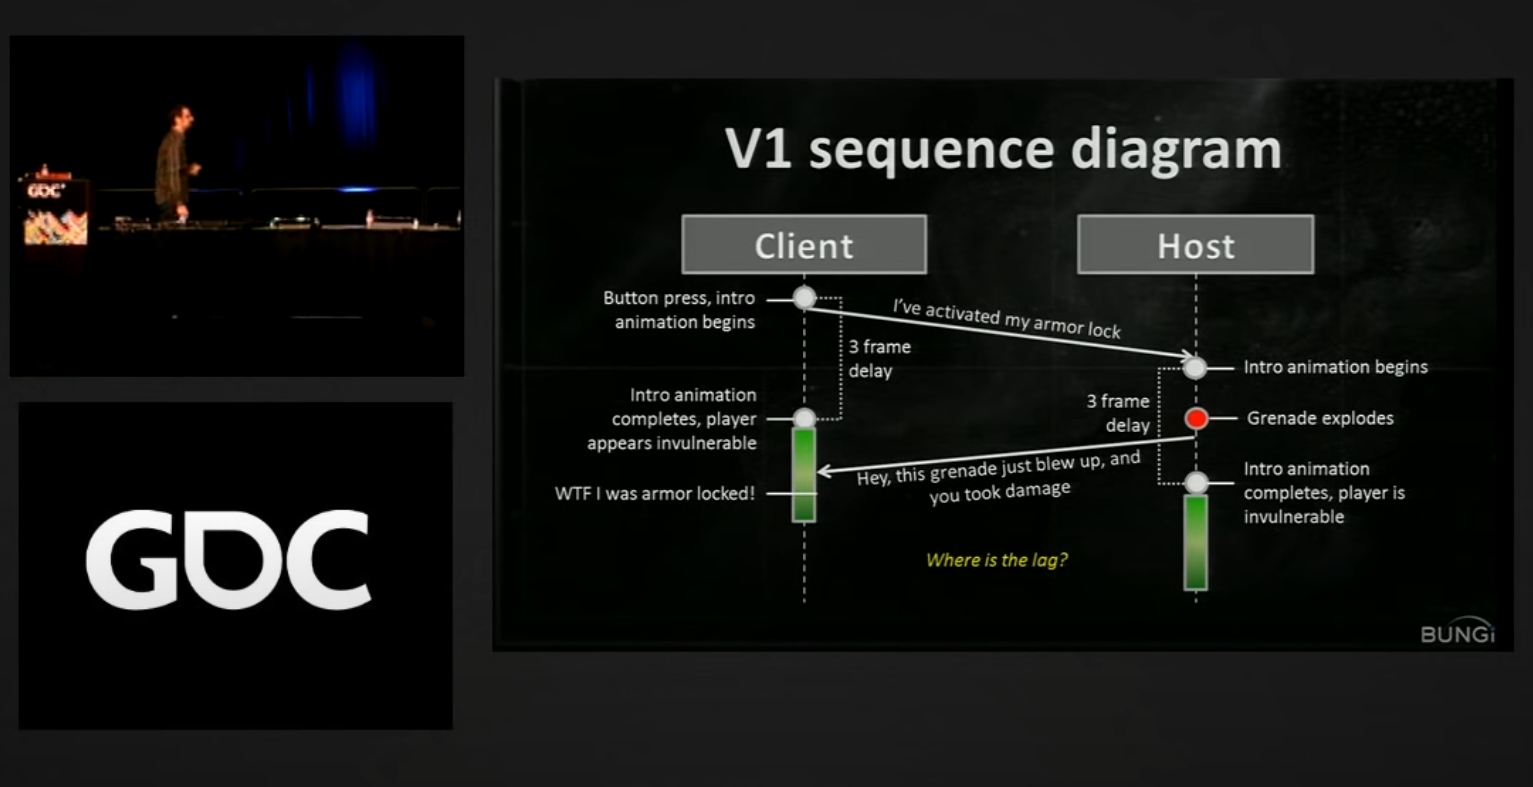 GDC
GDC
V1 sequence diagram
Client
Host
Button press, intro
animation begins
I've activated my armor lock
3 frame
delay
Intro animation begins
Intro animation
completes, player
appears invulnerable
3 frame
delay
Grenade explodes
Hey, this grenade just blew up, and
you took damage
WTF I was armor locked!
Intro animation
completes, player is
invulnerable
Where is the lag?
BUNGi